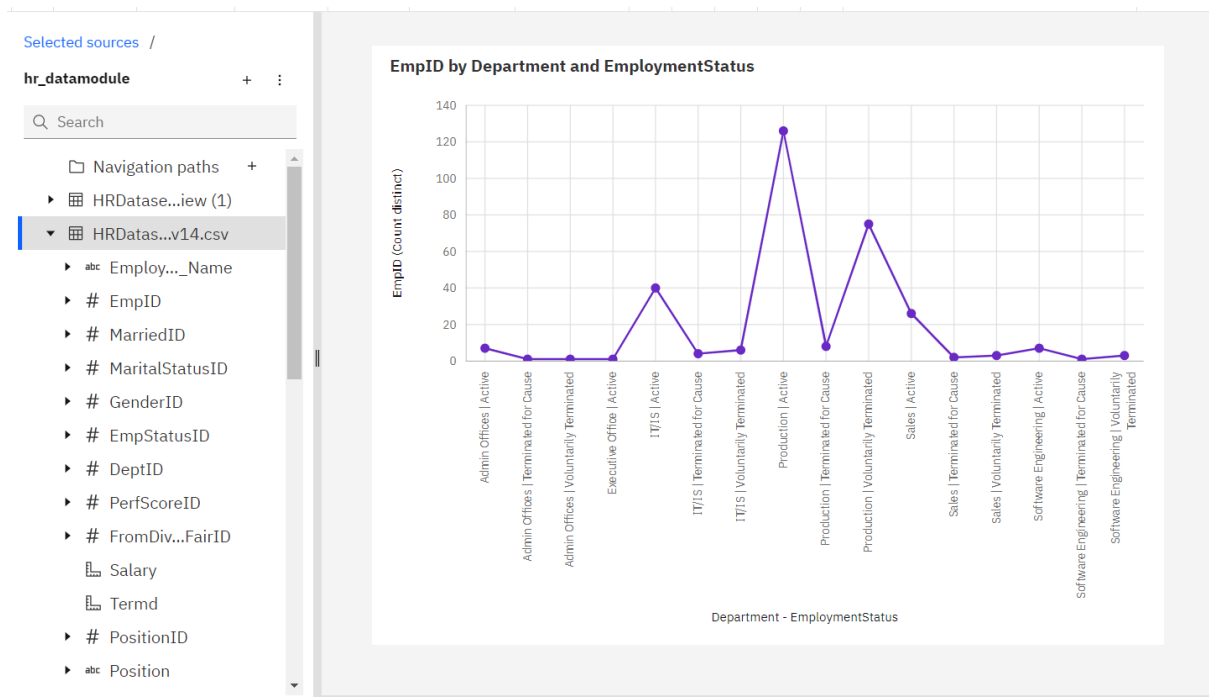 Selected sources /
hr_datamodule
Search
Navigation paths
HRDatase...iew (1)
HRDatas...v14.csv
abc Employ..._Name
# EmpID
# MarriedID
# MaritalStatusID
# GenderID
# EmpStatusID
# DeptID
# PerfScoreID
# FromDiv...FairID
Salary
Termd
# PositionID
abc Position
EmpID by Department and EmploymentStatus
EmpID (Count distinct)
140
120
100
80
60
40
20
0
Admin Offices | Active
Admin Offices | Terminated for Cause
Admin Offices | Voluntarily Terminated
Executive Office | Active
IT/IS | Active
IT/IS | Terminated for Cause
IT/IS | Voluntarily Terminated
Production | Active
Production | Terminated for Cause
Production | Voluntarily Terminated
Sales | Active
Sales | Terminated for Cause
Sales | Voluntarily Terminated
Software Engineering | Active
Software Engineering | Terminated for Cause
Software Engineering | Voluntarily
Terminated
Department - EmploymentStatus